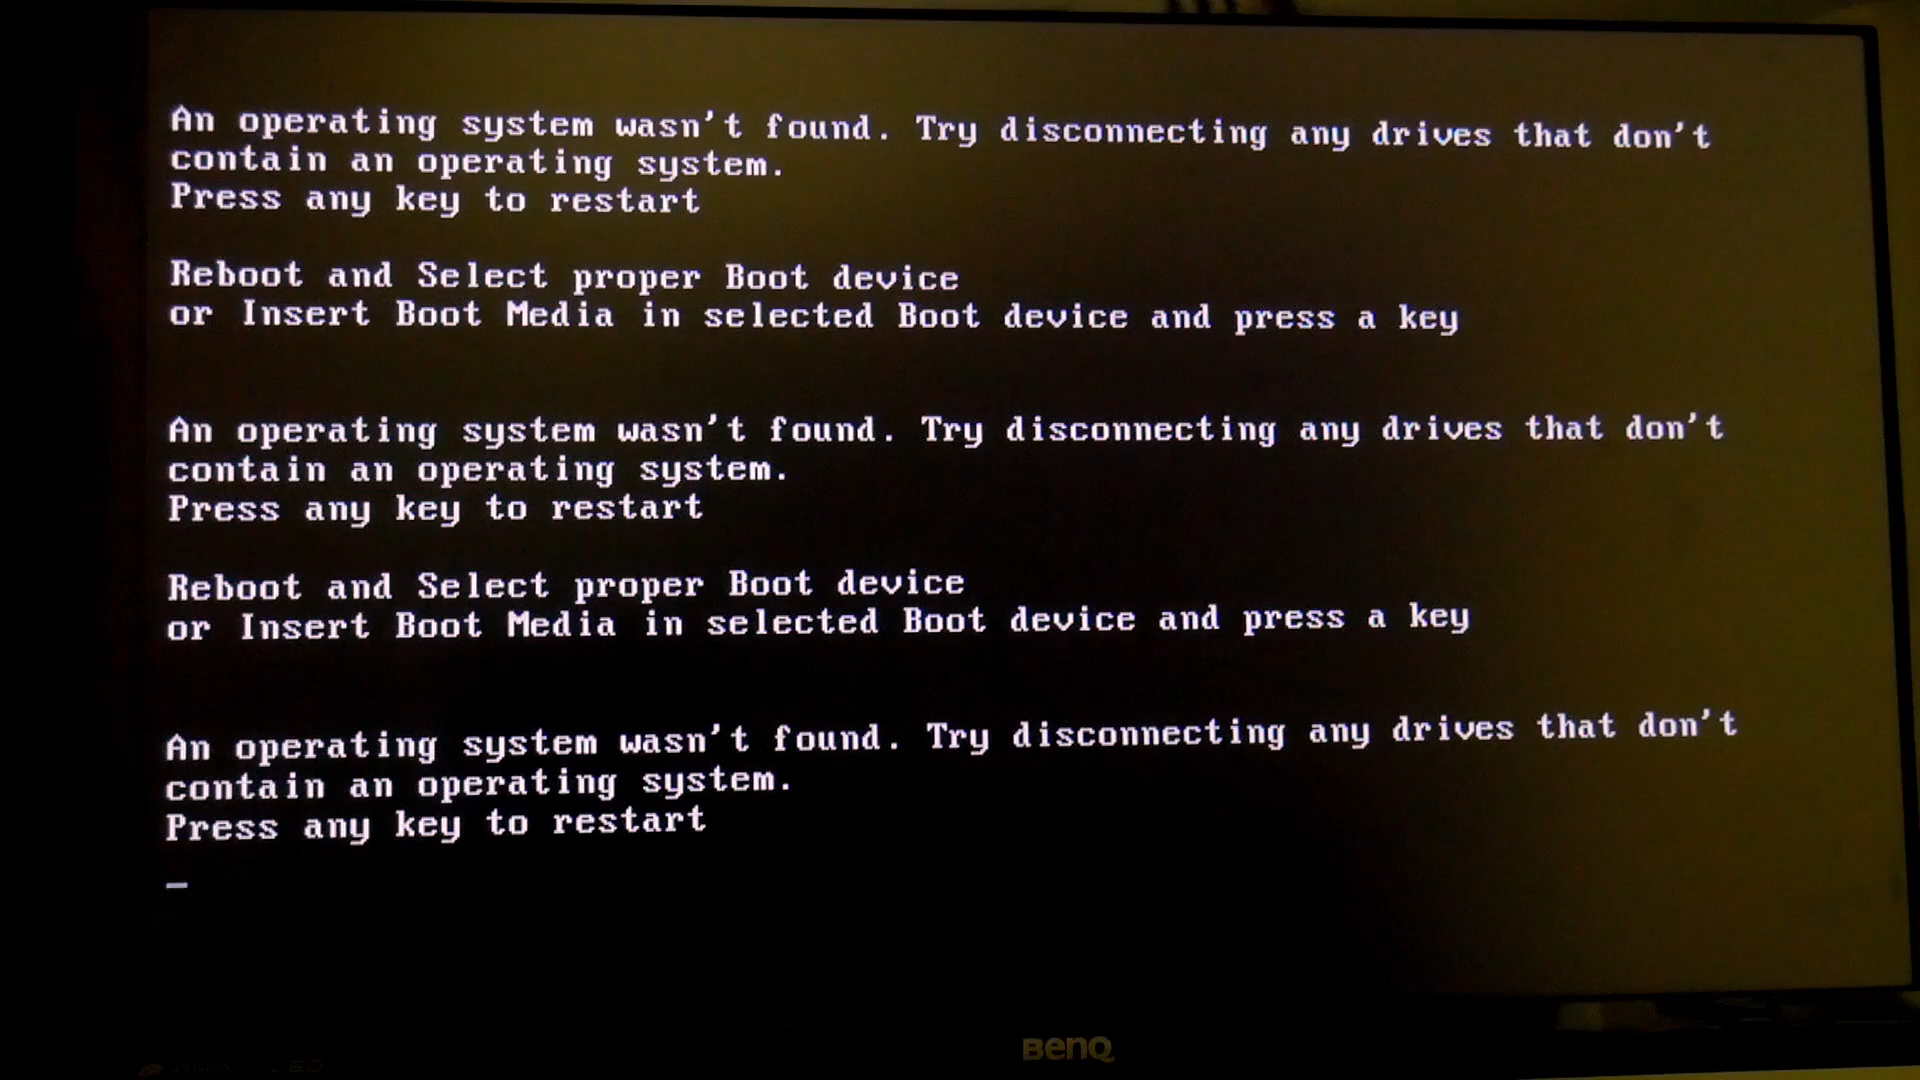 An operating system wasn't found. Try disconnecting any drives that don't
contain an operating system.
Press any key to restart
Reboot and Select proper Boot device
or Insert Boot Media in selected Boot device and press a key
An operating system wasn't found. Try disconnecting any drives that don't
contain an operating system.
Press any key to restart
Reboot and Select proper Boot device
or Insert Boot Media in selected Boot device and press a key
An operating system wasn't found. Try disconnecting any drives that don't
contain an operating system.
Press any key to restart
_
BenQ